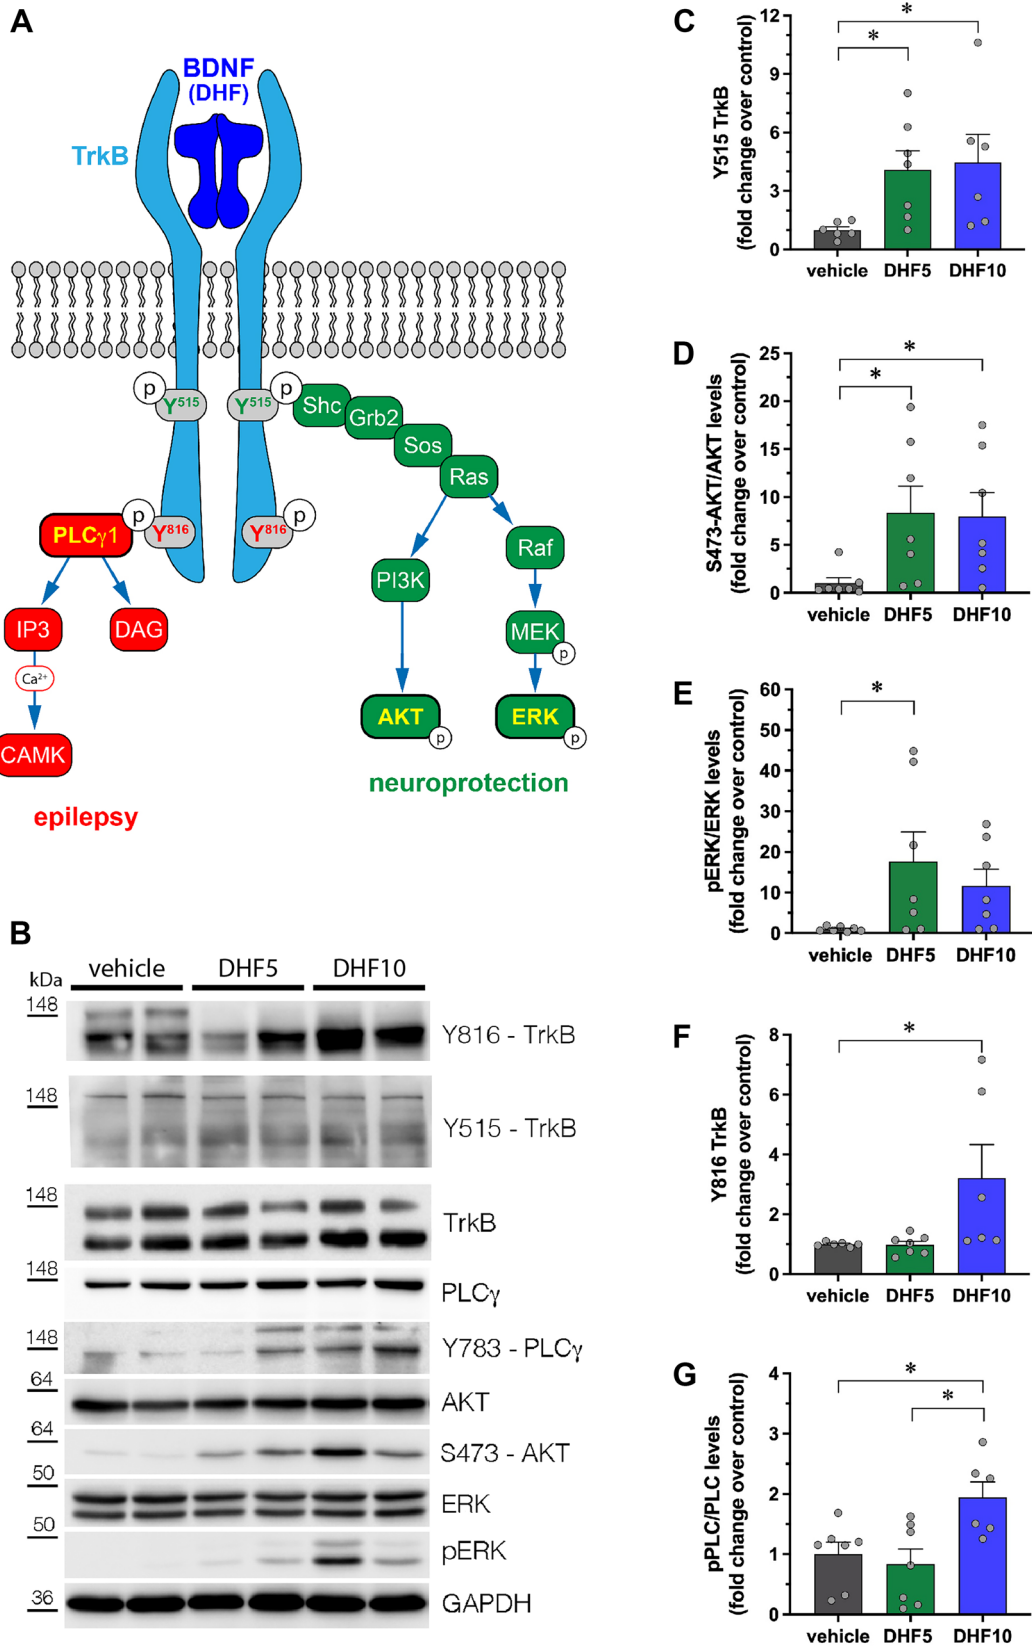 A
BDNF
(DHF)
TrkB
p
Y515
Y515
p
Shc
Grb2
Sos
Ras
PLCγ1
p
Y816
Y816
p
Raf
PI3K
IP3
DAG
MEK
p
Ca2+
AKT
p
ERK
p
CAMK
neuroprotection
epilepsy
B
kDa
vehicle
DHF5
DHF10
148
Y816 - TrkB
148
Y515 - TrkB
148
TrkB
148
PLCγ
148
Y783 - PLCγ
64
AKT
64
S473 - AKT
50
ERK
50
pERK
36
GAPDH
C
Y515 TrkB
(fold change over control)
12
9
6
3
0
*
*
vehicle
DHF5
DHF10
D
S473-AKT/AKT levels
(fold change over control)
25
20
15
10
5
0
*
*
vehicle
DHF5
DHF10
E
pERK/ERK levels
(fold change over control)
60
50
40
30
20
10
0
*
vehicle
DHF5
DHF10
F
Y816 TrkB
(fold change over control)
8
6
4
2
0
*
vehicle
DHF5
DHF10
G
pPLC/PLC levels
(fold change over control)
4
3
2
1
0
*
*
vehicle
DHF5
DHF10